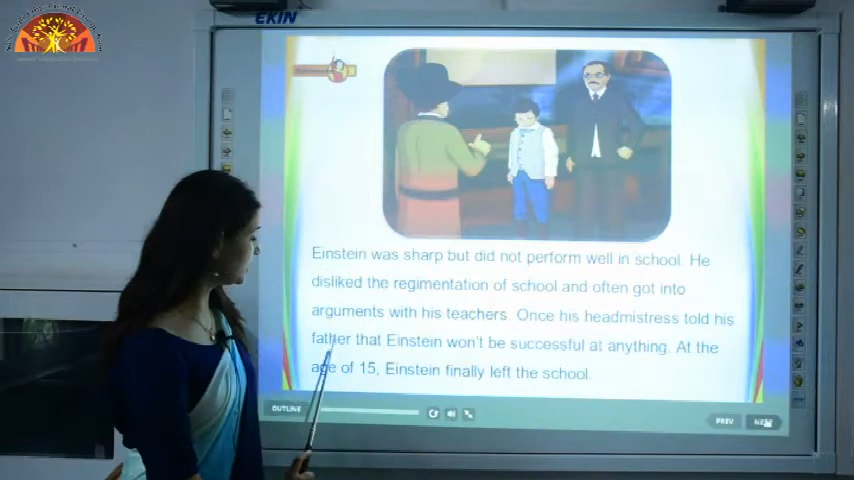 EKIN
Einstein was sharp but did not perform well in school. He
disliked the regimentation of school and often got into
arguments with his teachers. Once his headmistress told his
father that Einstein won't be successful at anything. At the
age of 15, Einstein finally left the school.
OUTLINE
PREV